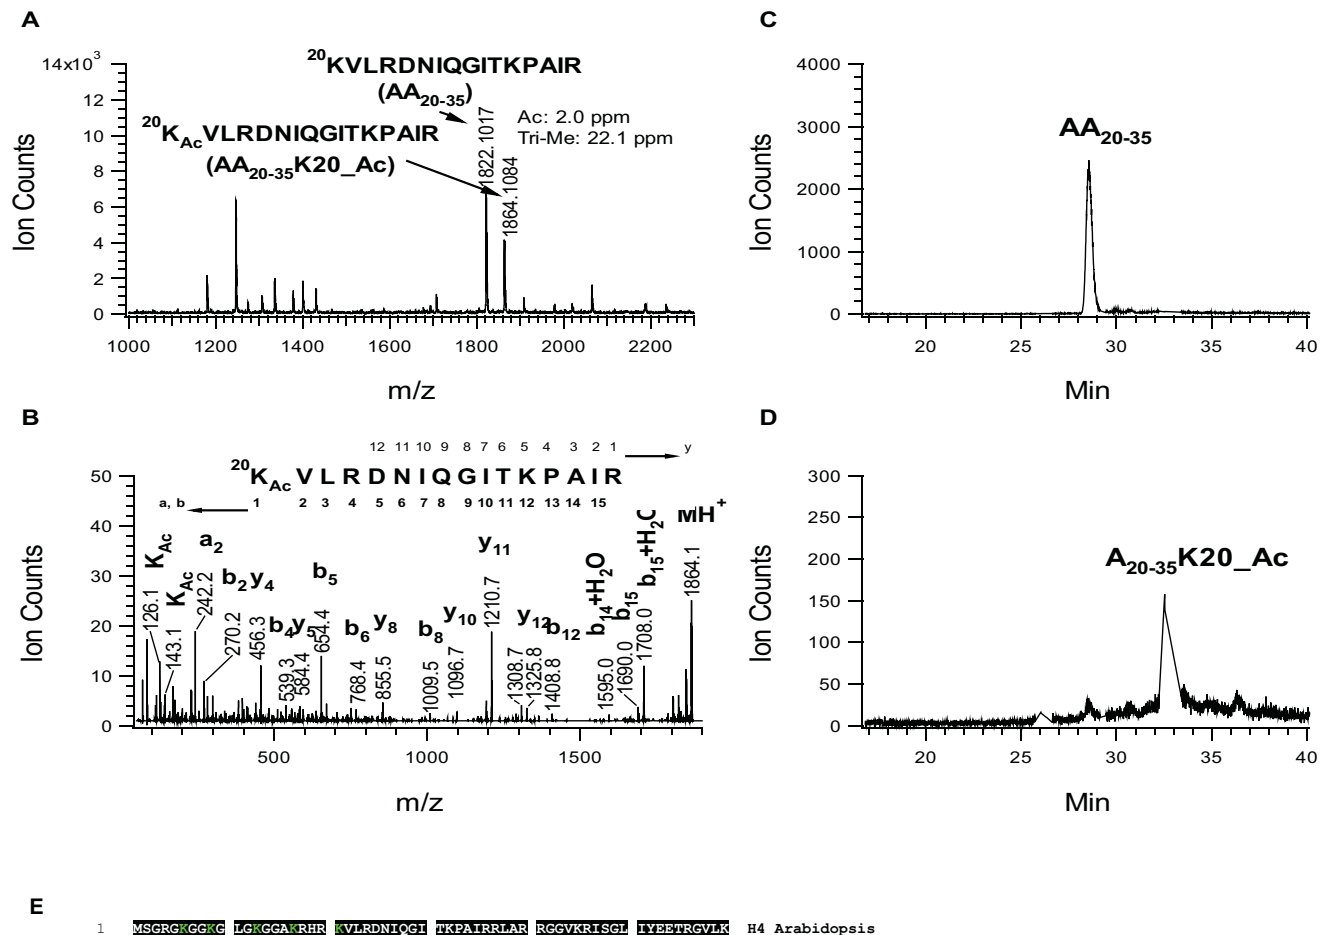 A
14x10³
12
10
8
6
4
2
0
Ion Counts
²⁰KVLRDNIQGITKPAIR
(AA₂₀₋₃₅)
²⁰K_AcVLRDNIQGITKPAIR
(AA₂₀₋₃₅K20_Ac)
1822.1017
1864.1084
Ac: 2.0 ppm
Tri-Me: 22.1 ppm
1000 1200 1400 1600 1800 2000 2200
m/z
C
4000
3000
2000
1000
0
Ion Counts
AA₂₀₋₃₅
20 25 30 35 40
Min
B
12 11 10 9 8 7 6 5 4 3 2 1 y
²⁰K_Ac V L R D N I Q G I T K P A I R
a, b 1 2 3 4 5 6 7 8 9 10 11 12 13 14 15
50
40
30
20
10
0
Ion Counts
K_Ac
126.1
K_Ac
143.1
a₂
242.2
b₂
270.2
y₄
456.3
b₄
539.3
y₅
584.4
b₅
654.4
b₆
768.4
y₈
855.5
b₈
1009.5
y₁₀
1096.7
y₁₁
1210.7
1308.7
y₁₂
1325.8
b₁₂
1408.8
b₁₄+H₂O
1595.0
b₁₅
1690.0
b₁₅+H₂C
1708.0
MH⁺
1864.1
500 1000 1500
m/z
D
300
250
200
150
100
50
0
Ion Counts
A₂₀₋₃₅K20_Ac
20 25 30 35 40
Min
E
1 MSGRGKGGKG LGKGGAKRHR KVLRDNIQGI TKPAIRRLAR RGGVKRISGL IYEETRGVLK H4 Arabidopsis